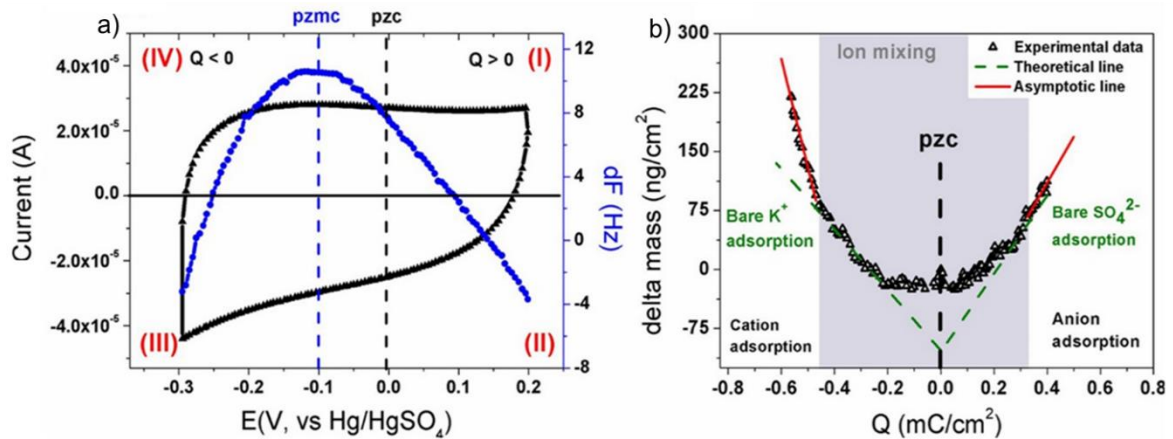 a)
pzmc
pzc
(IV)
Q < 0
Q > 0
(I)
4.0x10⁻⁵
2.0x10⁻⁵
0.0
-2.0x10⁻⁵
-4.0x10⁻⁵
Current (A)
(III)
(II)
12
8
4
0
-4
-8
dF (Hz)
-0.3
-0.2
-0.1
0.0
0.1
0.2
E(V, vs Hg/HgSO₄)
b)
300
225
150
75
0
-75
delta mass (ng/cm²)
Ion mixing
Experimental data
Theoretical line
Asymptotic line
pzc
Bare K⁺
adsorption
Bare SO₄²⁻
adsorption
Cation
adsorption
Anion
adsorption
-0.8
-0.6
-0.4
-0.2
0.0
0.2
0.4
0.6
0.8
Q (mC/cm²)